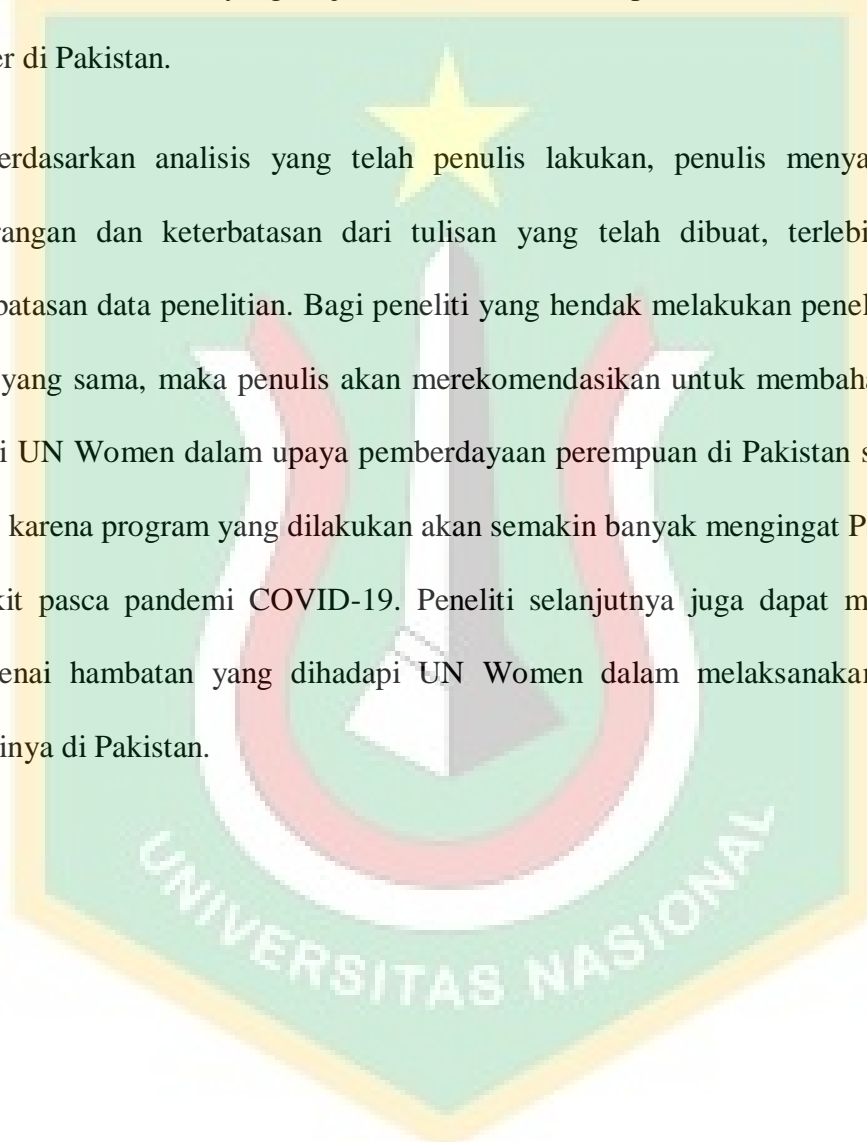 er di Pakistan.
erdasarkan analisis yang telah penulis lakukan, penulis menya
rangan dan keterbatasan dari tulisan yang telah dibuat, terlebi
batasan data penelitian. Bagi peneliti yang hendak melakukan penel
yang sama, maka penulis akan merekomendasikan untuk membaha
i UN Women dalam upaya pemberdayaan perempuan di Pakistan s
karena program yang dilakukan akan semakin banyak mengingat P
kit pasca pandemi COVID-19. Peneliti selanjutnya juga dapat m
enai hambatan yang dihadapi UN Women dalam melaksanakan
inya di Pakistan.
UNIVERSITAS NASIONAL